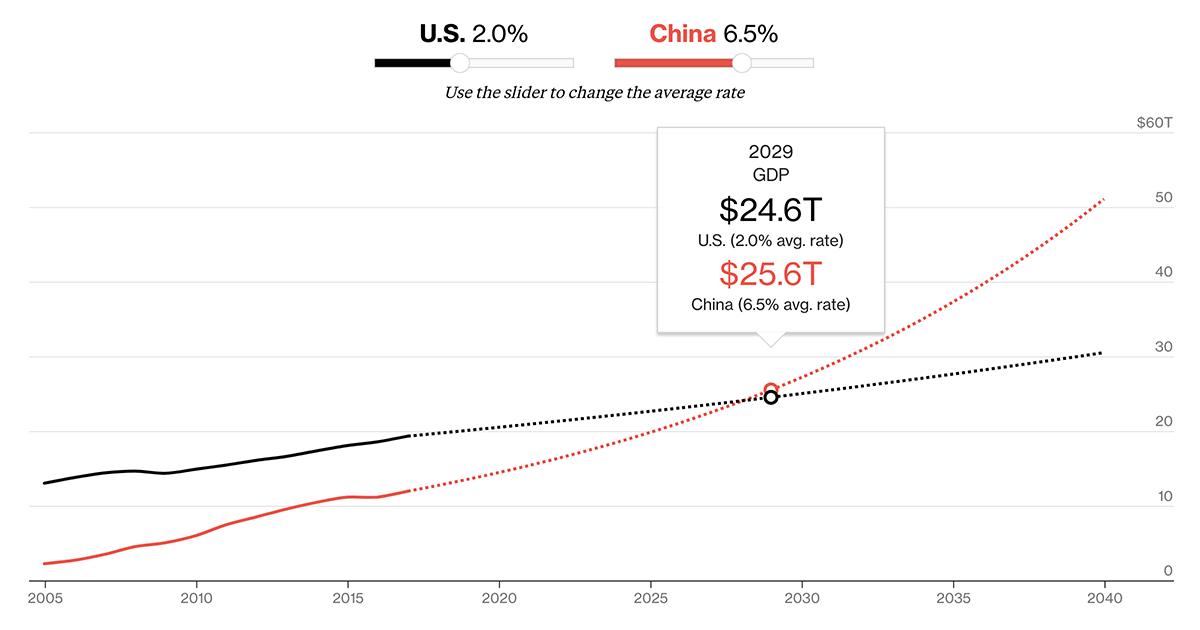 U.S. 2.0%
China 6.5%
Use the slider to change the average rate
$60T
50
40
30
20
10
0
2029
GDP
$24.6T
U.S. (2.0% avg. rate)
$25.6T
China (6.5% avg. rate)
2005
2010
2015
2020
2025
2030
2035
2040